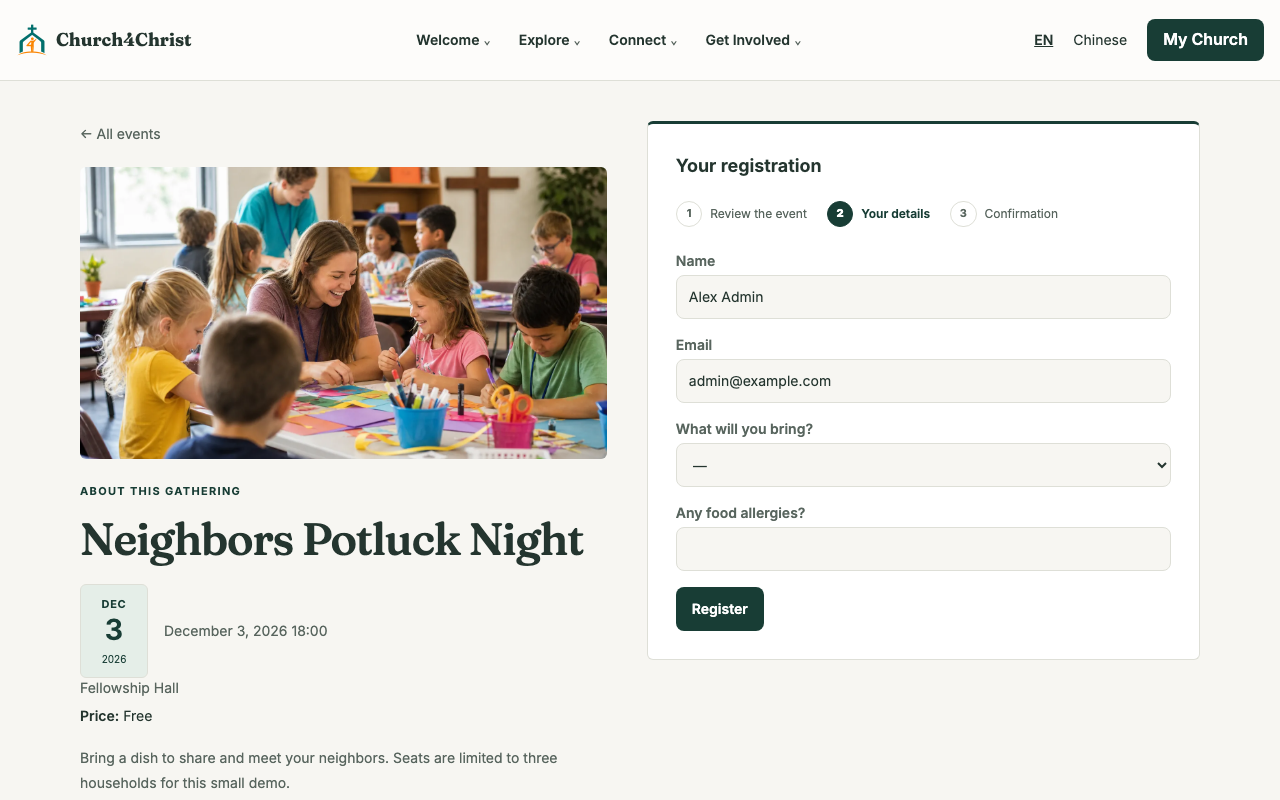 Church4Christ
Welcome
Explore
Connect
Get Involved
EN
Chinese
My Church
← All events
ABOUT THIS GATHERING
Neighbors Potluck Night
DEC
3
2026
December 3, 2026 18:00
Fellowship Hall
Price: Free
Bring a dish to share and meet your neighbors. Seats are limited to three
households for this small demo.
Your registration
1 Review the event
2 Your details
3 Confirmation
Name
Alex Admin
Email
admin@example.com
What will you bring?
—
Any food allergies?
Register